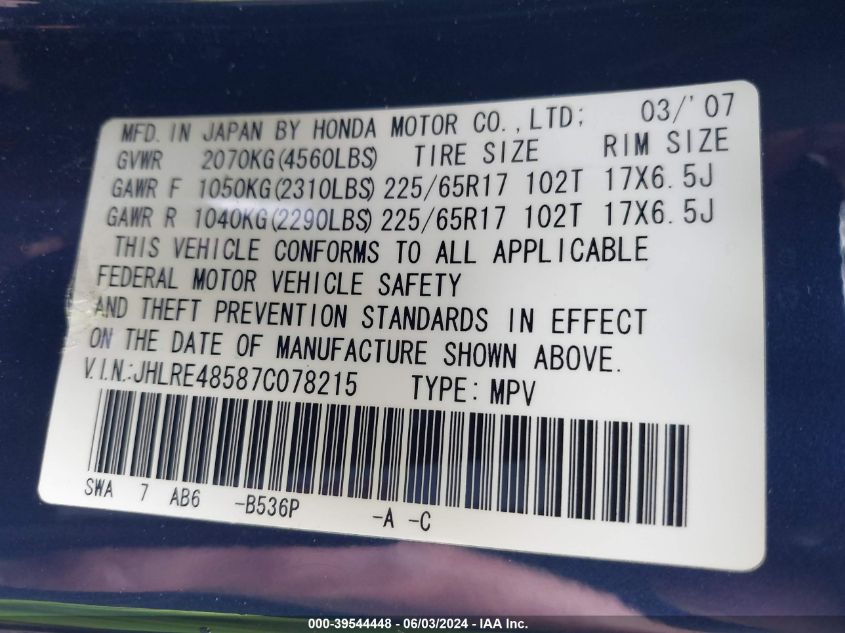 MFD. IN JAPAN BY HONDA MOTOR CO.,LTD; 03/'07
GVWR 2070KG(4560LBS) TIRE SIZE RIM SIZE
GAWR F 1050KG(2310LBS) 225/65R17 102T 17X6.5J
GAWR R 1040KG(2290LBS) 225/65R17 102T 17X6.5J
THIS VEHICLE CONFORMS TO ALL APPLICABLE
FEDERAL MOTOR VEHICLE SAFETY
AND THEFT PREVENTION STANDARDS IN EFFECT
ON THE DATE OF MANUFACTURE SHOWN ABOVE.
V.I.N.:JHLRE48587C078215 TYPE: MPV
SWA 7 AB6 -B536P -A -C
000-39544448 - 06/03/2024 - IAA Inc.